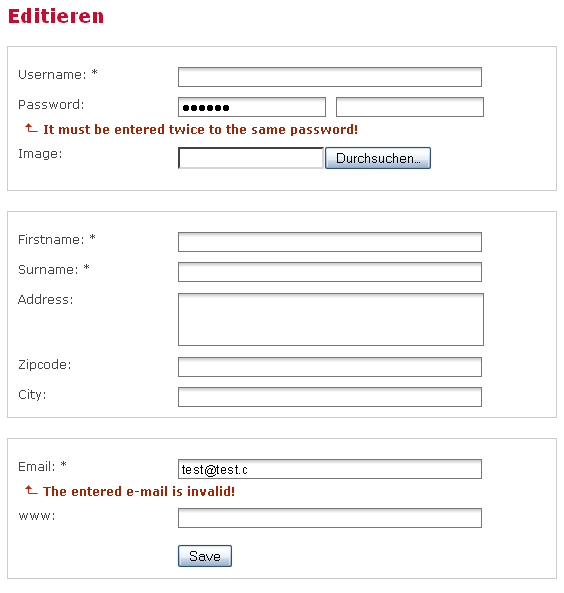 Editieren
Username: *
Password: ●●●●●●
It must be entered twice to the same password!
Image: Durchsuchen...
Firstname: *
Surname: *
Address:
Zipcode:
City:
Email: * test@test.c
The entered e-mail is invalid!
www:
Save